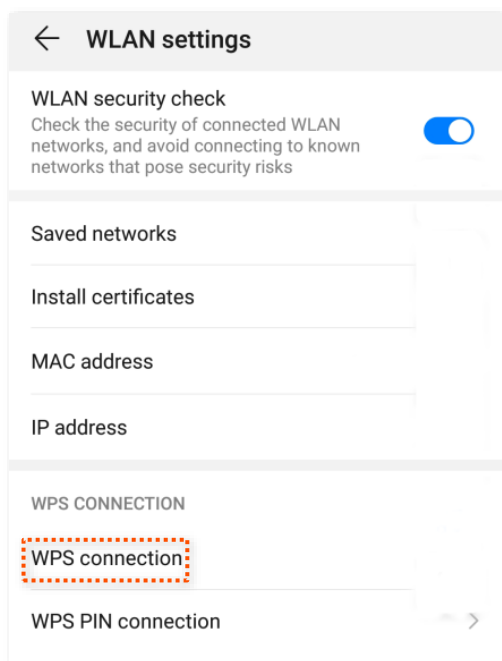 WLAN settings
WLAN security check
Check the security of connected WLAN
networks, and avoid connecting to known
networks that pose security risks
Saved networks
Install certificates
MAC address
IP address
WPS CONNECTION
WPS connection
WPS PIN connection